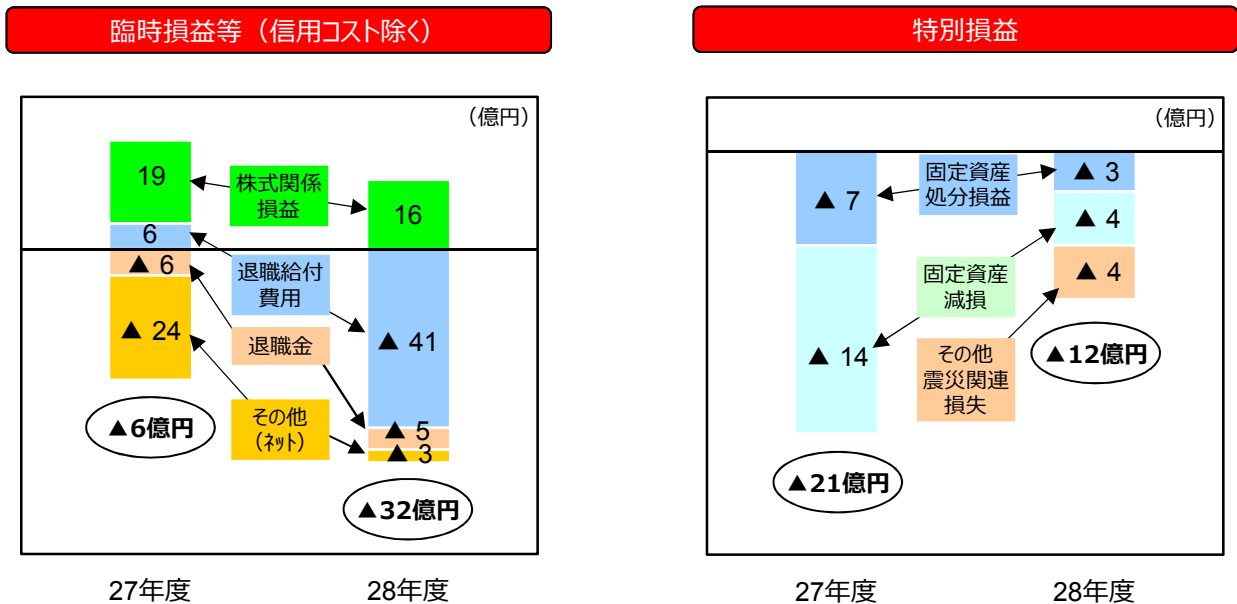 臨時損益等（信用コスト除く）
（億円）
19
株式関係
損益
16
6
▲ 6
退職給付
費用
▲ 24
退職金
▲ 41
その他
（ネット）
▲ 5
▲ 3
▲6億円
▲32億円
27年度
28年度
特別損益
（億円）
▲ 7
固定資産
処分損益
▲ 3
▲ 4
固定資産
減損
▲ 4
▲ 14
その他
震災関連
損失
▲12億円
▲21億円
27年度
28年度